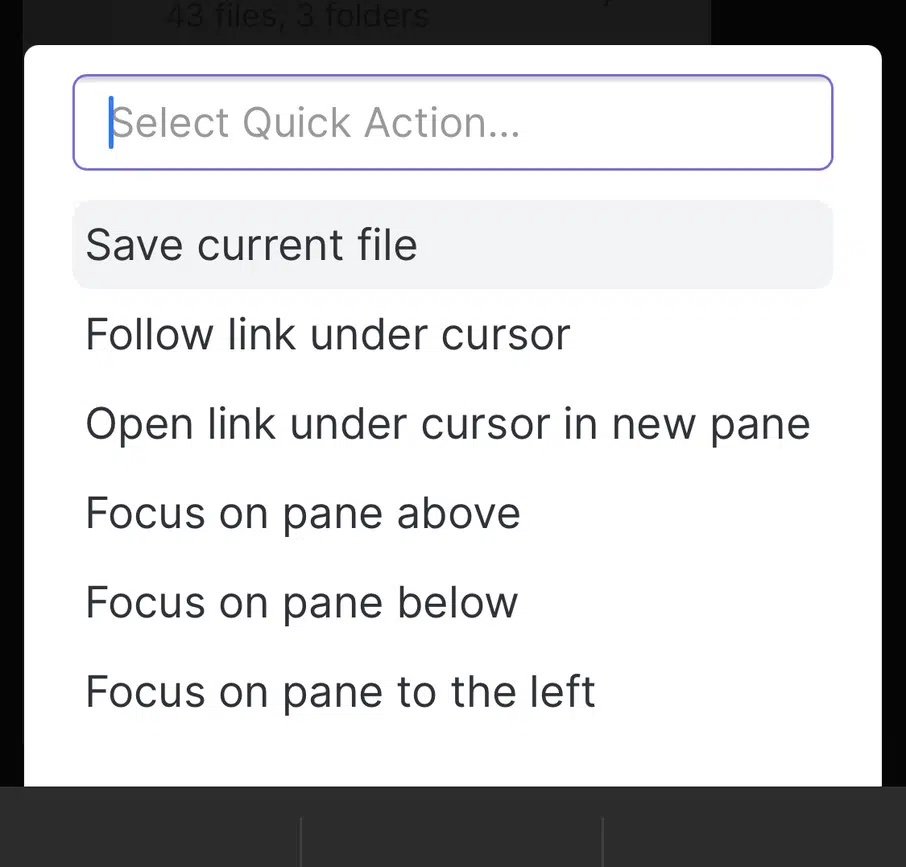 43 files, 3 folders
Select Quick Action...
Save current file
Follow link under cursor
Open link under cursor in new pane
Focus on pane above
Focus on pane below
Focus on pane to the left